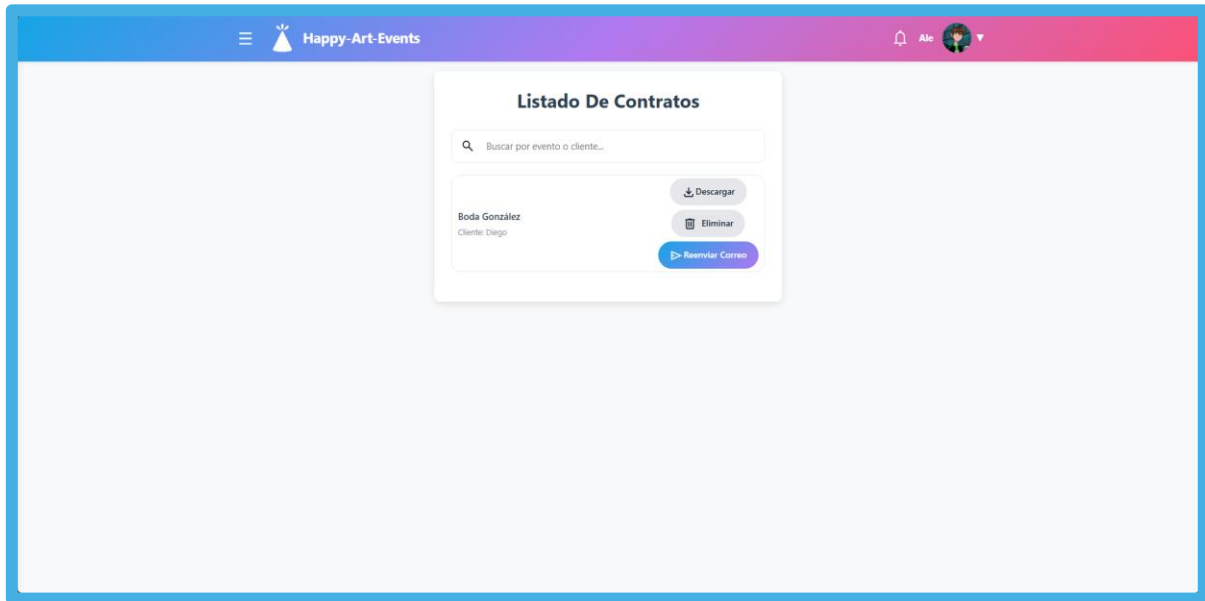 Happy-Art-Events
Ale
Listado De Contratos
Buscar por evento o cliente...
Descargar
Boda González
Cliente: Diego
Eliminar
Reenviar Correo